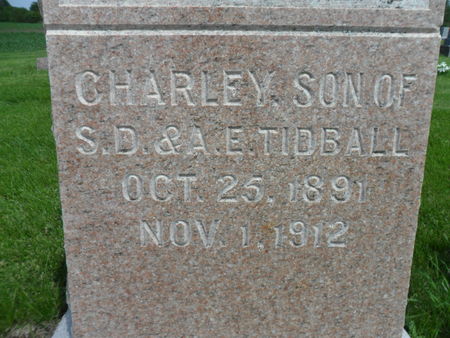 CHARLEY. SON OF
S.D. & A.E. TIDBALL
OCT. 25, 1891
NOV. 1, 1912